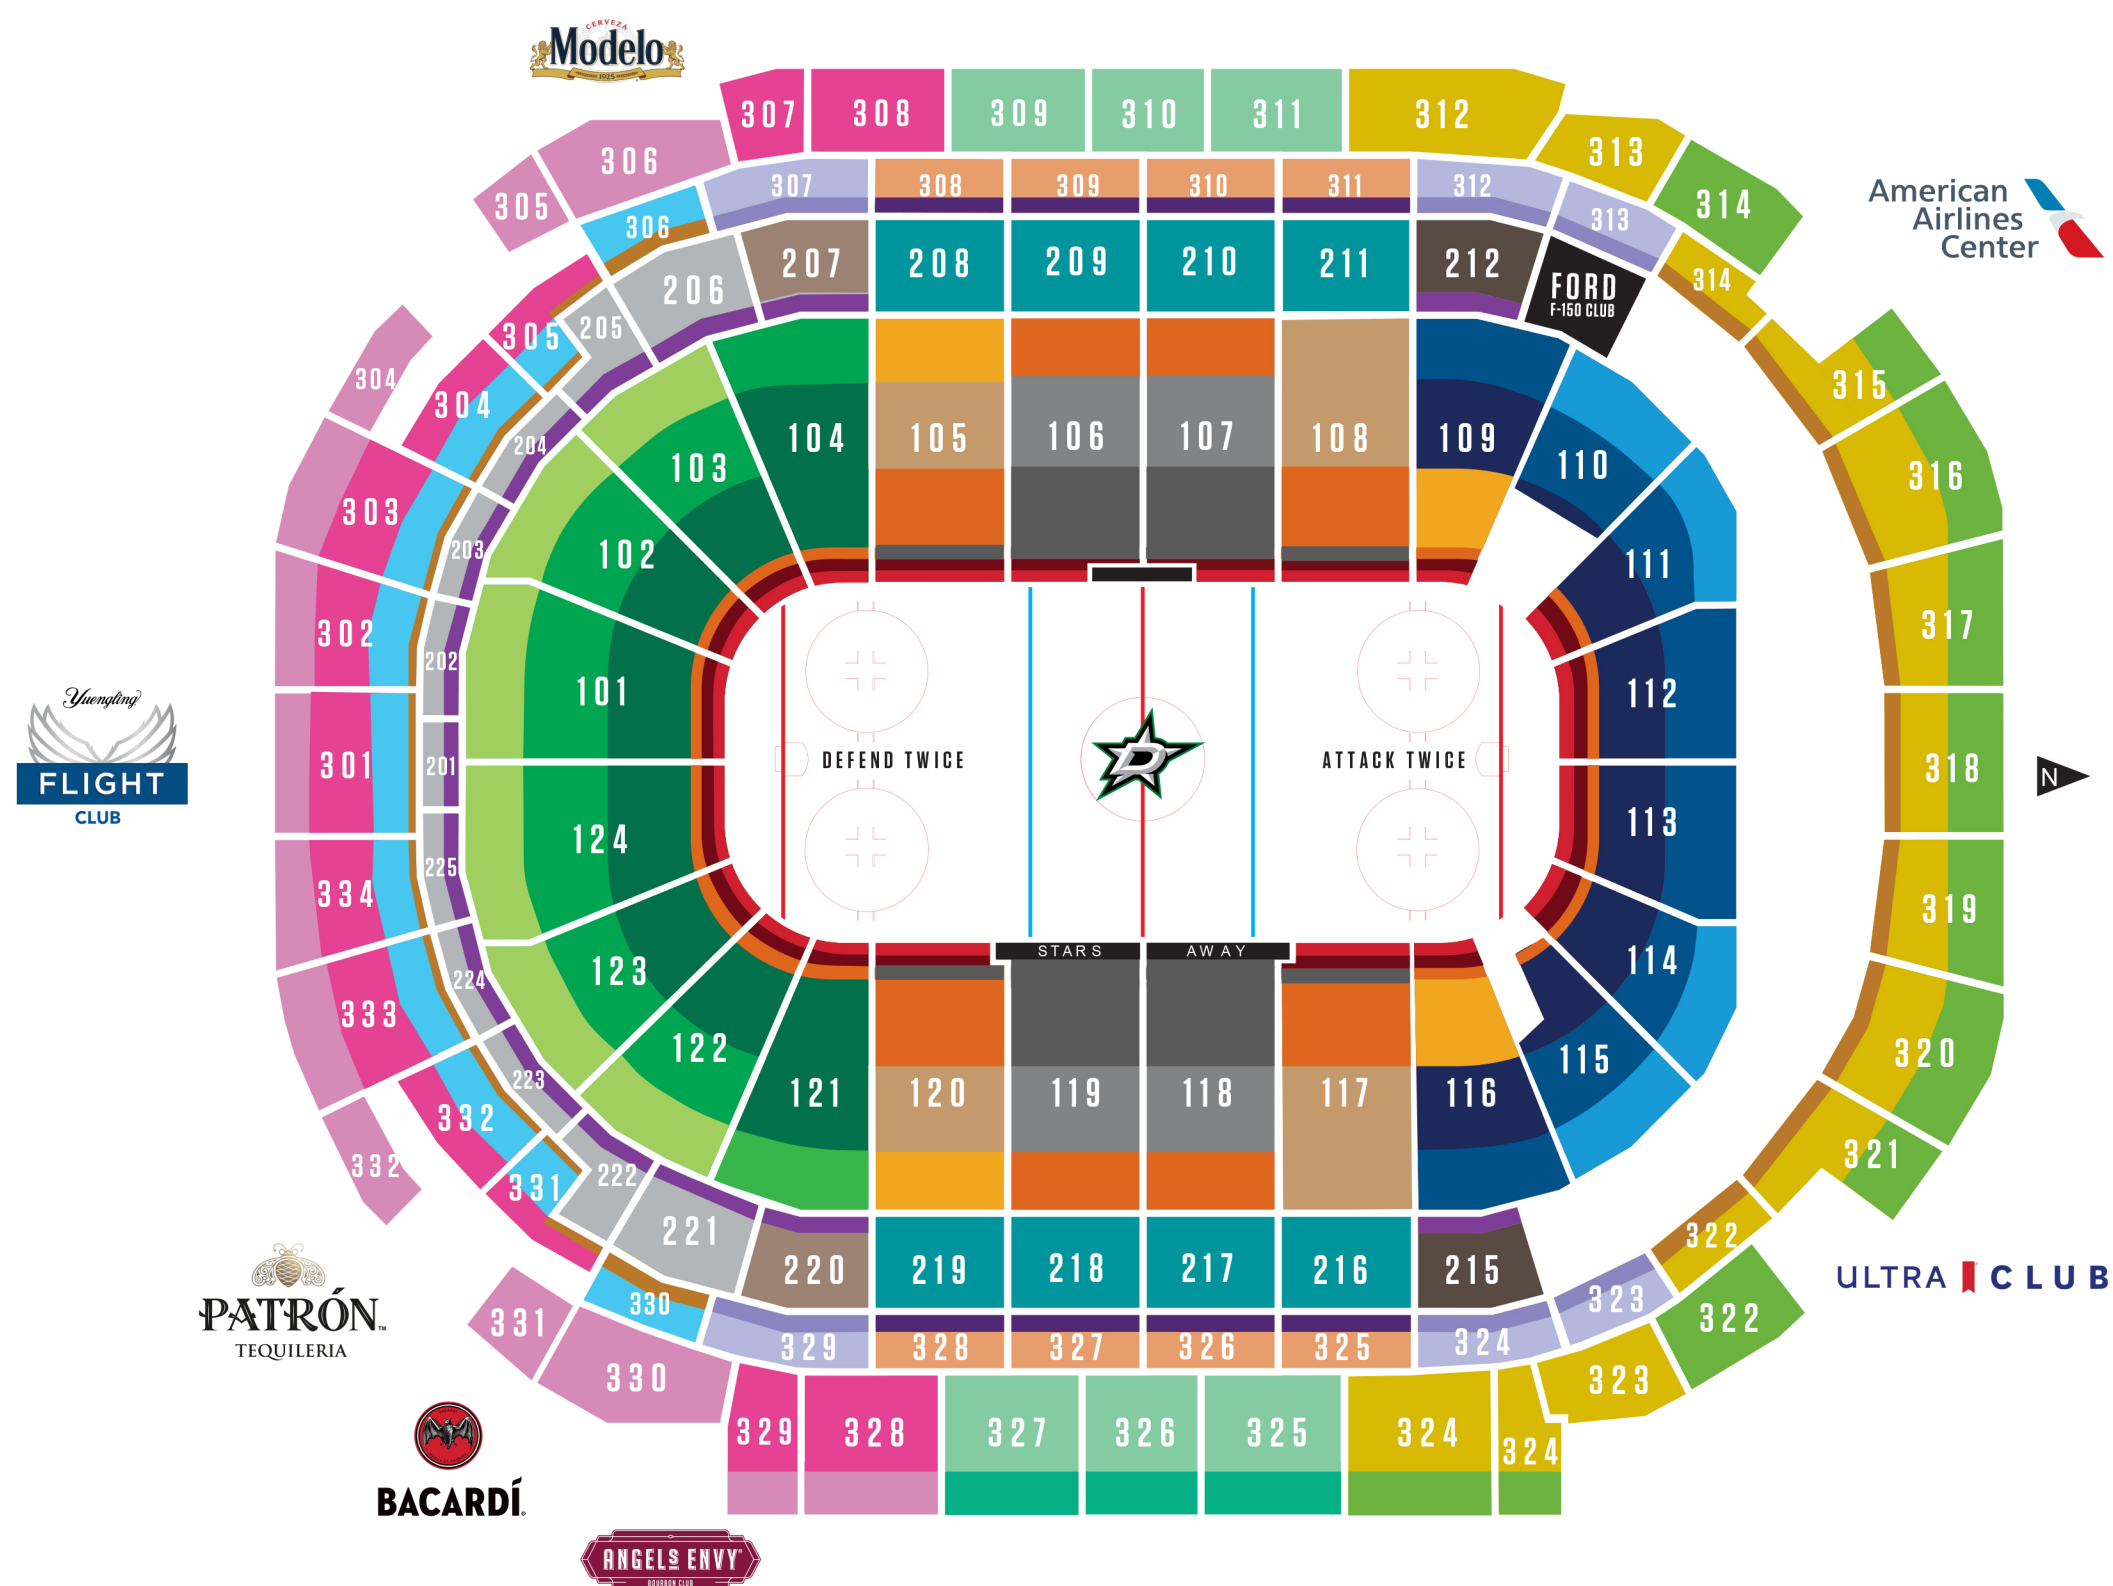 CERVEZA
Modelo
1925
307 308 309 310 311 312
306 313
305 314
307 308 309 310 311 312
306 313
American
Airlines
Center
207 208 209 210 211 212
FORD
F-150 CLUB
206 314
305 205
304 315
304 204
104 105 106 107 108 109
103 110
303 203 102 111 316
302 202 101 112 317
Yuengling
FLIGHT
CLUB
301 201
DEFEND TWICE
ATTACK TWICE
318
N
334 225 124 113 319
STARS
AWAY
333 224 123 114 320
332 223 122 115
121 120 119 118 117 116
332 331 222 321
221 220 219 218 217 216 215 322
PATRÓN™
TEQUILERIA
331 330 329 328 327 326 325 324 323 322
ULTRA CLUB
330 323
329 328 327 326 325 324 324
BACARDÍ®
ANGELS ENVY®
BOURBON CLUB